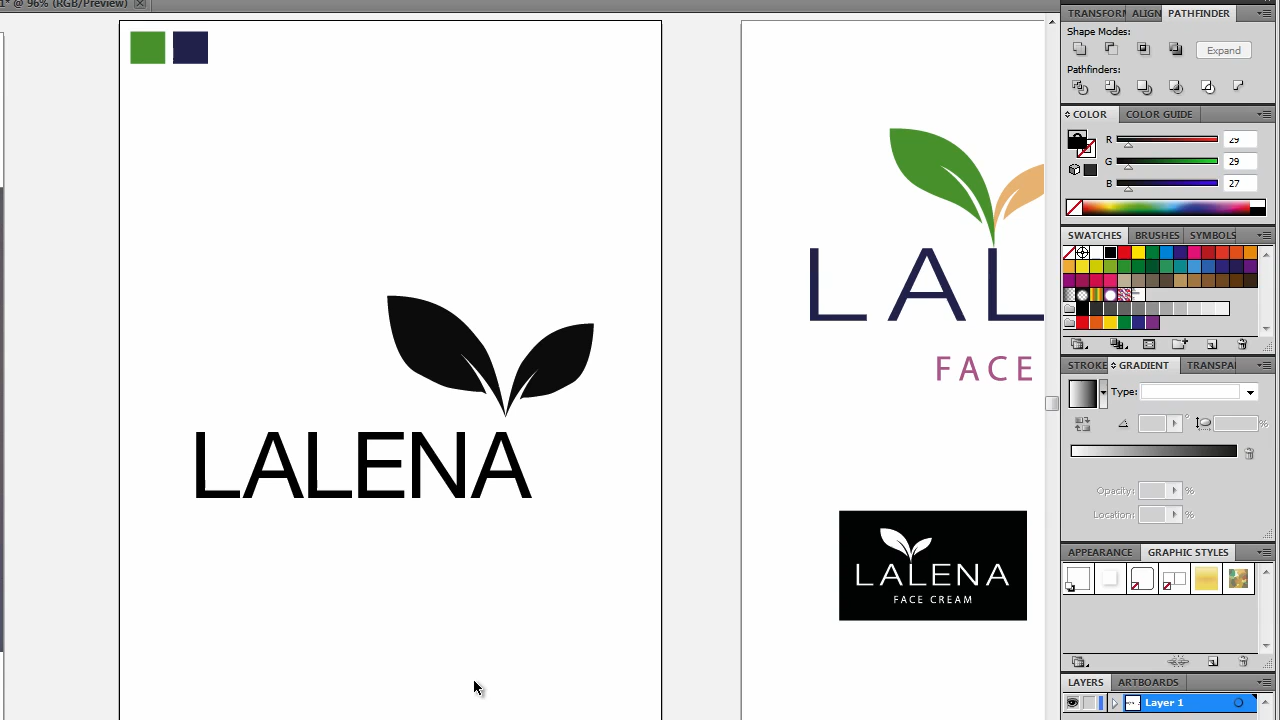 1* @ 96% (RGB/Preview)
LALENA
LAL
FACE
LALENA
FACE CREAM
TRANSFORM ALIGN PATHFINDER
Shape Modes:
Expand
Pathfinders:
COLOR COLOR GUIDE
R 29
G 29
B 27
SWATCHES BRUSHES SYMBOLS
STROKE GRADIENT TRANSPA
Type:
°
%
Opacity: %
Location: %
APPEARANCE GRAPHIC STYLES
LAYERS ARTBOARDS
Layer 1